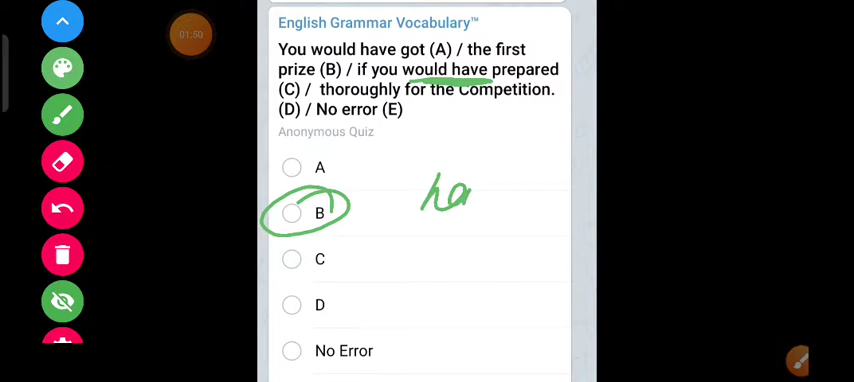 01:50
English Grammar Vocabulary™
You would have got (A) / the first
prize (B) / if you would have prepared
(C) / thoroughly for the Competition.
(D) / No error (E)
Anonymous Quiz
A
ha
B
C
D
No Error